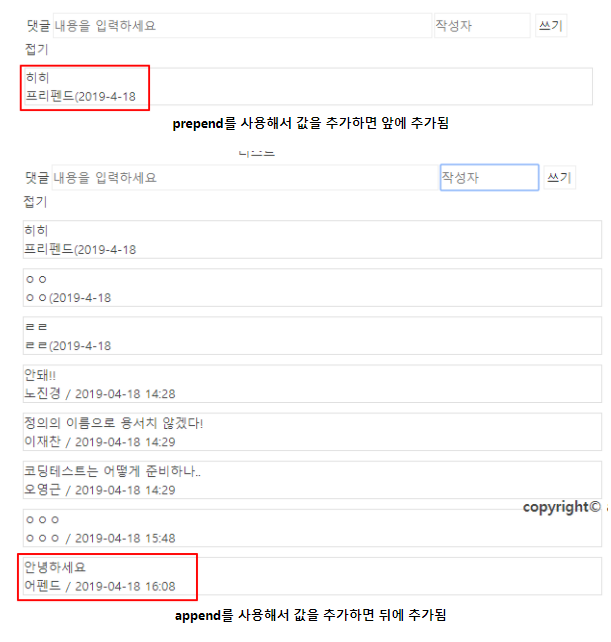 댓글 내용을 입력하세요 작성자 쓰기
접기
히히
프리펜드(2019-4-18
prepend를 사용해서 값을 추가하면 앞에 추가됨
댓글 내용을 입력하세요 작성자 쓰기
접기
히히
프리펜드(2019-4-18
ㅇㅇ
ㅇㅇ(2019-4-18
ㄹㄹ
ㄹㄹ(2019-4-18
안돼!!
노진경 / 2019-04-18 14:28
정의의 이름으로 용서치 않겠다!
이재찬 / 2019-04-18 14:29
코딩테스트는 어떻게 준비하나..
오영근 / 2019-04-18 14:29
copyright©
ㅇㅇㅇ
ㅇㅇㅇ / 2019-04-18 15:48
안녕하세요
어펜드 / 2019-04-18 16:08
append를 사용해서 값을 추가하면 뒤에 추가됨